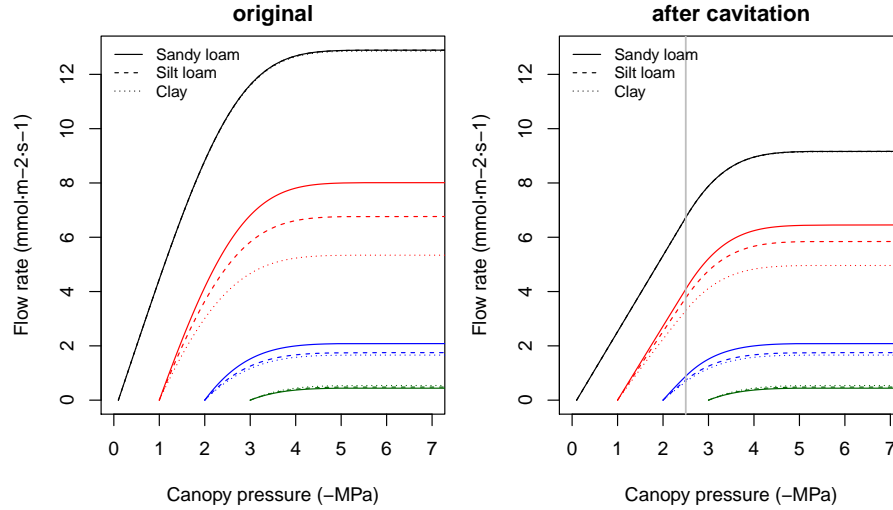 original
Sandy loam
Silt loam
Clay
Flow rate (mmol·m−2·s−1)
0 2 4 6 8 10 12
0 1 2 3 4 5 6 7
Canopy pressure (−MPa)
after cavitation
Sandy loam
Silt loam
Clay
Flow rate (mmol·m−2·s−1)
0 2 4 6 8 10 12
0 1 2 3 4 5 6 7
Canopy pressure (−MPa)